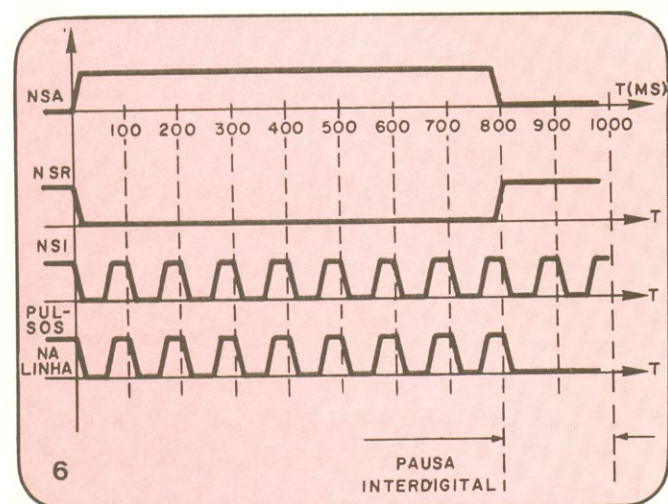 NSA
T(MS)
100 200 300 400 500 600 700 800 900 1000
NSR
T
NSI
T
PUL-
SOS
NA
LINHA
T
PAUSA
INTERDIGITAL
6